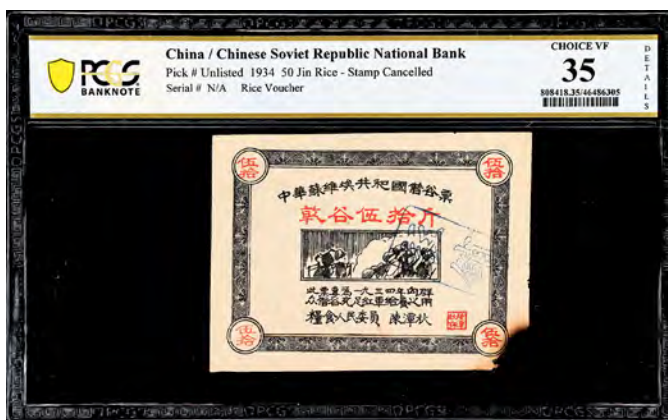 PCGS
BANKNOTE
China / Chinese Soviet Republic National Bank
Pick # Unlisted 1934 50 Jin Rice - Stamp Cancelled
Serial # N/A Rice Voucher
CHOICE VF
35
808418.35/46486305
DETAILS
伍拾
伍拾
中華蘇維埃共和國借谷票
乾谷伍拾斤
此票專為一九三四年向群
众借谷充足紅軍給養之用
糧食人民委員 陳潭秋
伍拾
伍拾